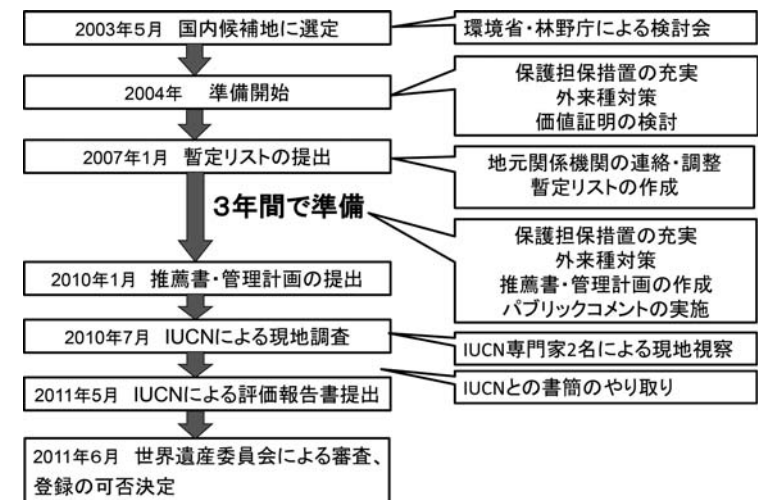 2003年5月 国内候補地に選定
環境省・林野庁による検討会
2004年 準備開始
保護担保措置の充実
外来種対策
価値証明の検討
2007年1月 暫定リストの提出
地元関係機関の連絡・調整
暫定リストの作成
3年間で準備
保護担保措置の充実
外来種対策
推薦書・管理計画の作成
パブリックコメントの実施
2010年1月 推薦書・管理計画の提出
2010年7月 IUCNによる現地調査
IUCN専門家2名による現地視察
IUCNとの書簡のやり取り
2011年5月 IUCNによる評価報告書提出
2011年6月 世界遺産委員会による審査、
登録の可否決定